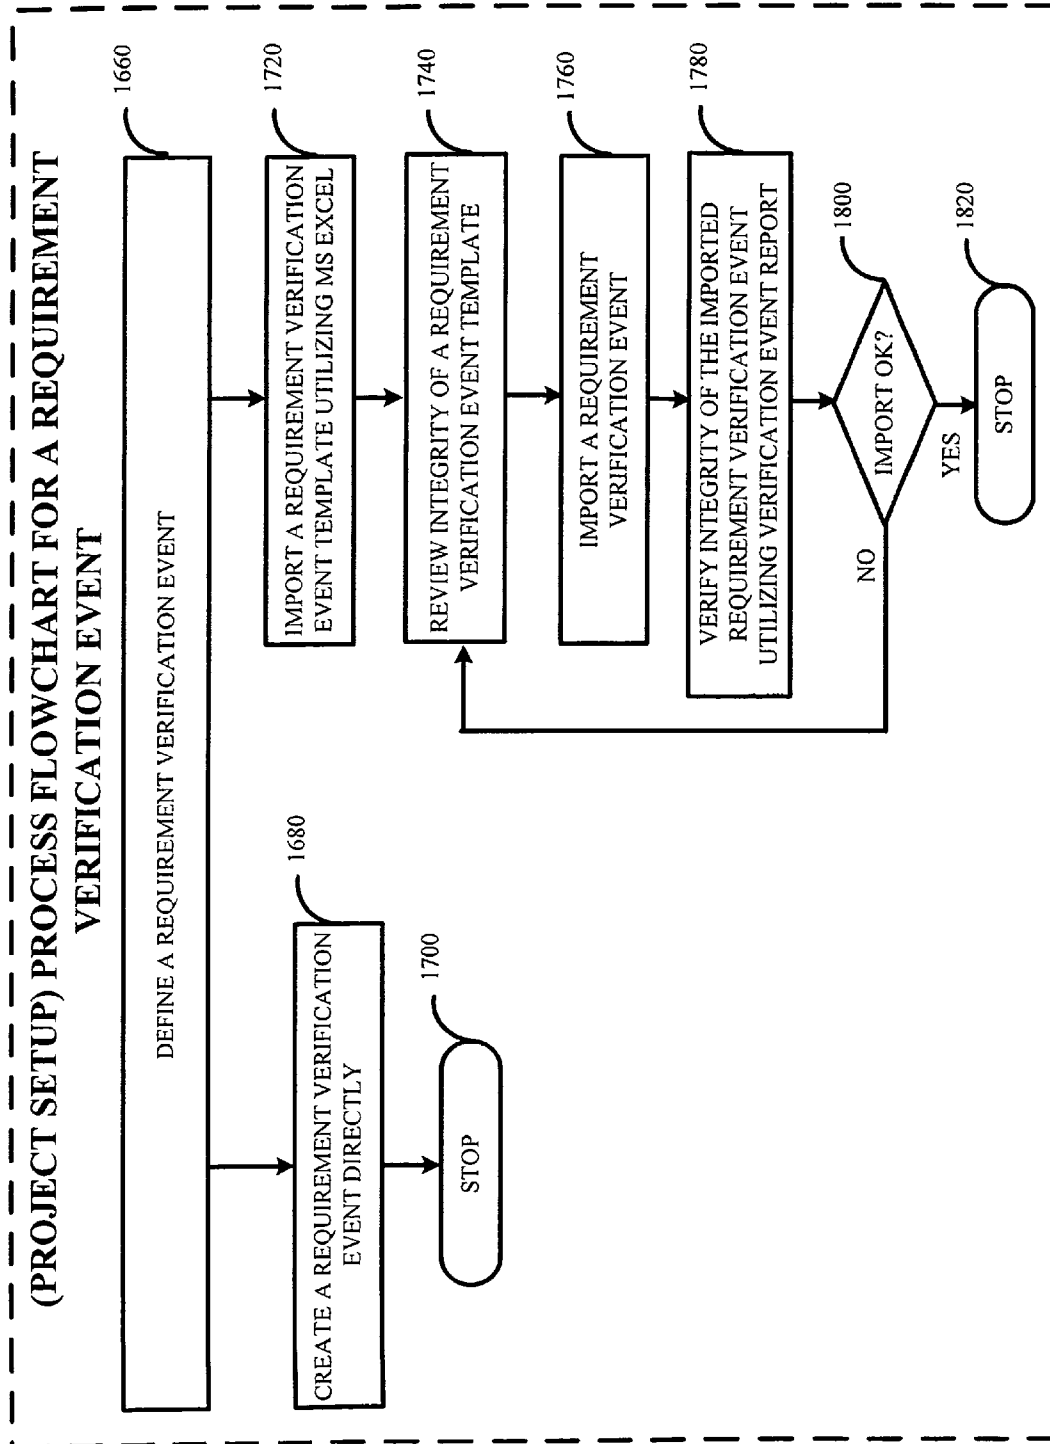 (PROJECT SETUP) PROCESS FLOWCHART FOR A REQUIREMENT
VERIFICATION EVENT
1660
DEFINE A REQUIREMENT VERIFICATION EVENT
1680
CREATE A REQUIREMENT VERIFICATION
EVENT DIRECTLY
1700
STOP
1720
IMPORT A REQUIREMENT VERIFICATION
EVENT TEMPLATE UTILIZING MS EXCEL
1740
REVIEW INTEGRITY OF A REQUIREMENT
VERIFICATION EVENT TEMPLATE
1760
IMPORT A REQUIREMENT
VERIFICATION EVENT
1780
VERIFY INTEGRITY OF THE IMPORTED
REQUIREMENT VERIFICATION EVENT
UTILIZING VERIFICATION EVENT REPORT
1800
IMPORT OK?
NO
YES
1820
STOP